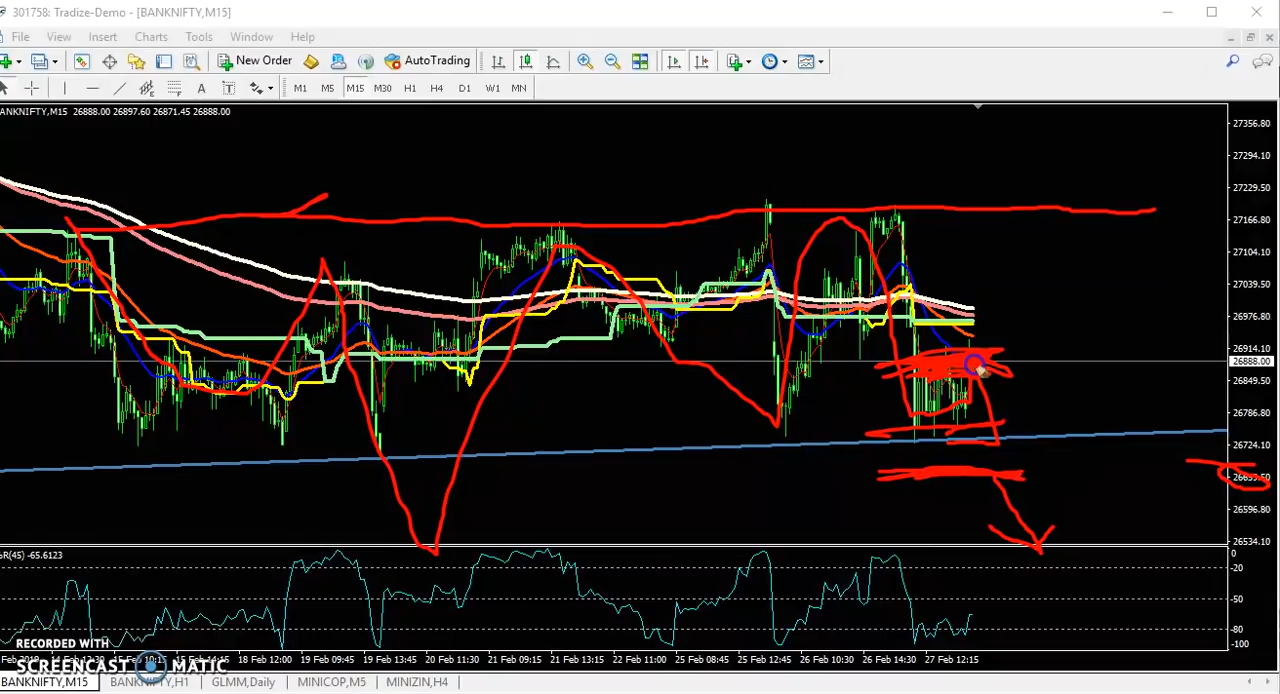 301758: Tradize-Demo - [BANKNIFTY,M15]
File View Insert Charts Tools Window Help
New Order AutoTrading
A T M1 M5 M15 M30 H1 H4 D1 W1 MN
ANKNIFTY,M15 26888.00 26897.60 26871.45 26888.00
27356.80
27294.10
27229.50
27166.80
27104.10
27039.50
26976.80
26914.10
26888.00
26849.50
26786.80
26724.10
26596.80
26534.10
R(45) -65.6123
0
-20
-50
-80
-100
RECORDED WITH
SCREENCAST MATIC
18 Feb 12:00 19 Feb 09:45 19 Feb 13:45 20 Feb 11:30 21 Feb 09:15 21 Feb 13:15 22 Feb 11:00 25 Feb 08:45 25 Feb 12:45 26 Feb 10:30 26 Feb 14:30 27 Feb 12:15
BANKNIFTY,M15 BANKNIFTY,H1 GLMM,Daily MINICOP,M5 MINIZIN,H4